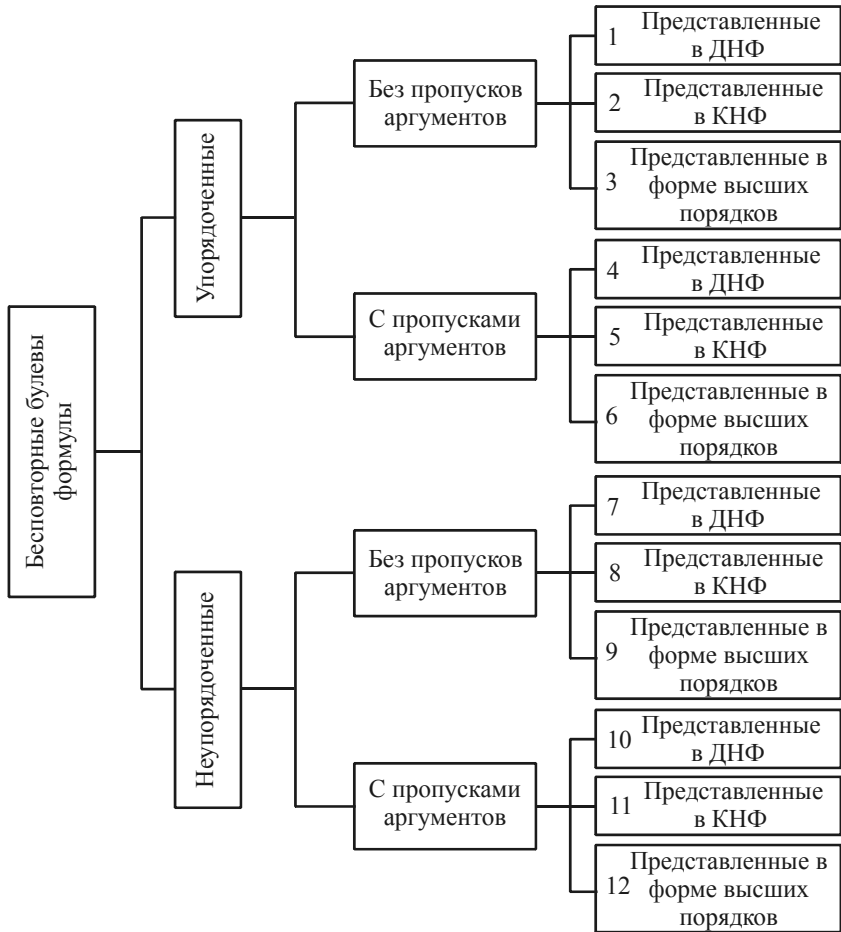 Бесповторные булевы
формулы
Упорядоченные
Неупорядоченные
Без пропусков
аргументов
С пропусками
аргументов
Без пропусков
аргументов
С пропусками
аргументов
1 Представленные
в ДНФ
2 Представленные
в КНФ
3 Представленные в
форме высших
порядков
4 Представленные
в ДНФ
5 Представленные
в КНФ
6 Представленные в
форме высших
порядков
7 Представленные
в ДНФ
8 Представленные
в КНФ
9 Представленные в
форме высших
порядков
10 Представленные
в ДНФ
11 Представленные
в КНФ
12 Представленные в
форме высших
порядков